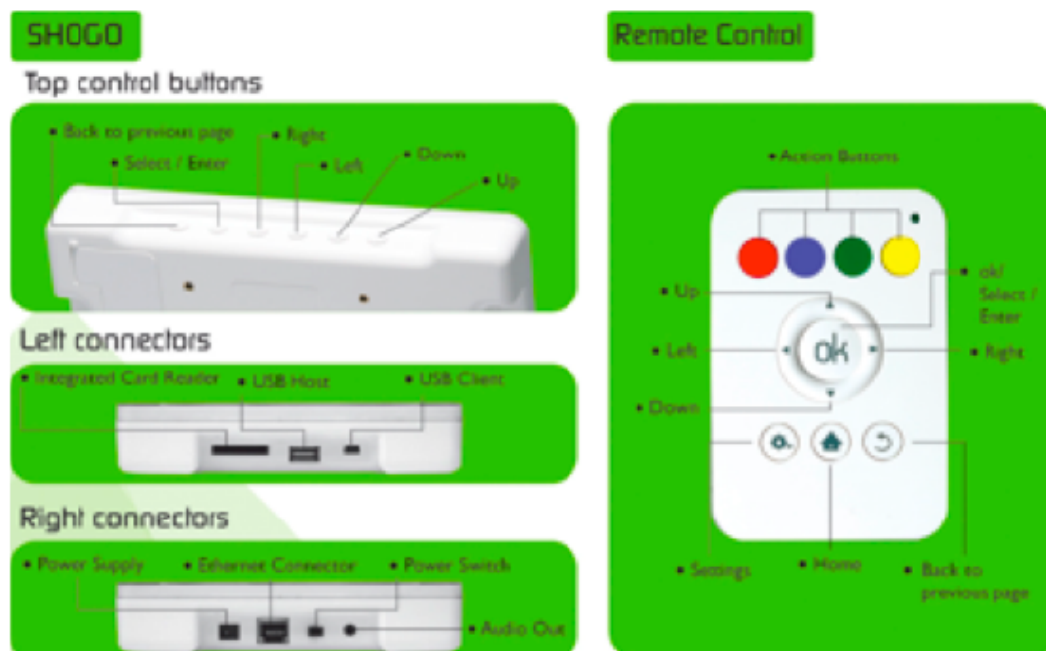 SHOGO
Top control buttons
• Back to previous page
• Select / Enter
• Right
• Left
• Down
• Up
Left connectors
• Integrated Card Reader
• USB Host
• USB Client
Right connectors
• Power Supply
• Ethernet Connector
• Power Switch
• Audio Out
Remote Control
• Action Buttons
• Up
• ok/
Select /
Enter
ok
• Left
• Right
• Down
• Settings
• Home
• Back to
previous page